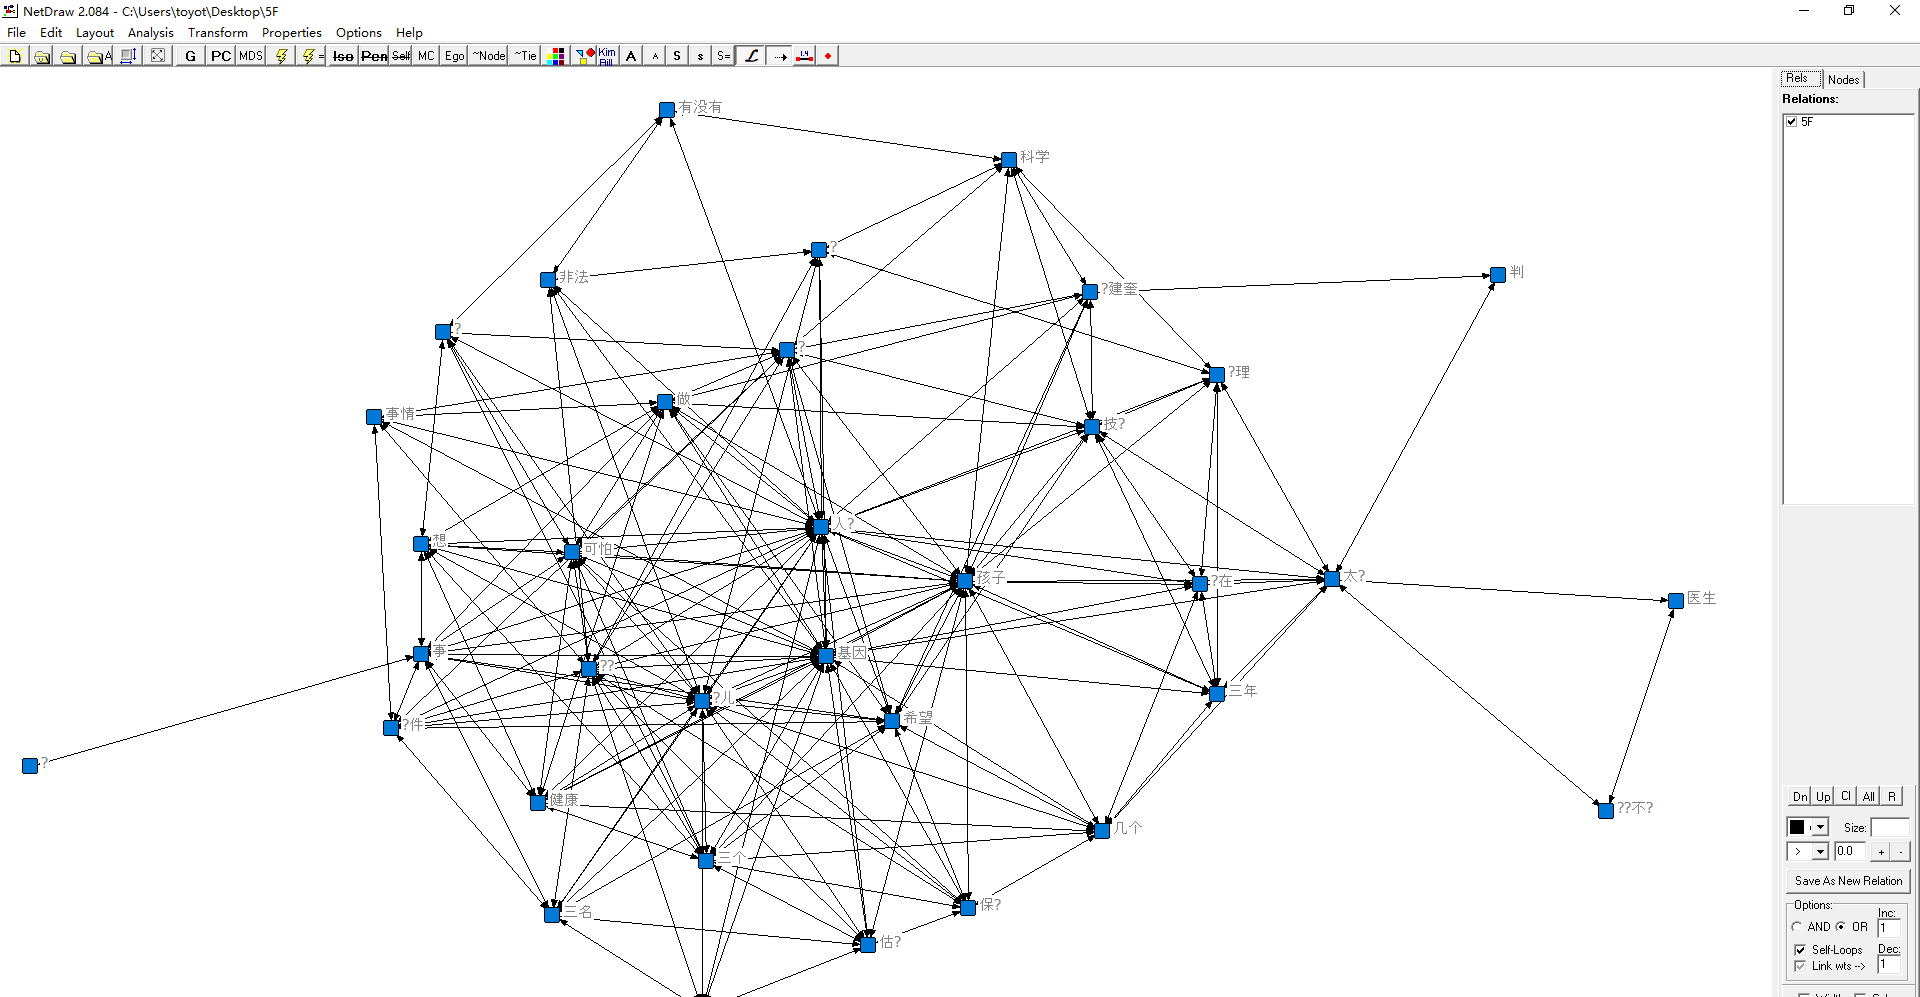 NetDraw 2.084 - C:\Users\toyot\Desktop\5F
File Edit Layout Analysis Transform Properties Options Help
G PC MDS Iso Pen Self MC Ego ~Node ~Tie Kim Bill A A S s S= L
Rels Nodes
Relations:
5F
有没有
科学
?
非法
判
?建奎
?
?
?理
做
事情
技?
人?
想
可怕
孩子
?在
太?
医生
事
??
基因
三年
?儿
希望
?件
?
健康
??不?
几个
三个
保?
三名
估?
Dn Up Cl All R
Size:
> 0.0 + -
Save As New Relation
Options:
Inc:
AND OR 1
Self-Loops Dec:
Link wts --> 1